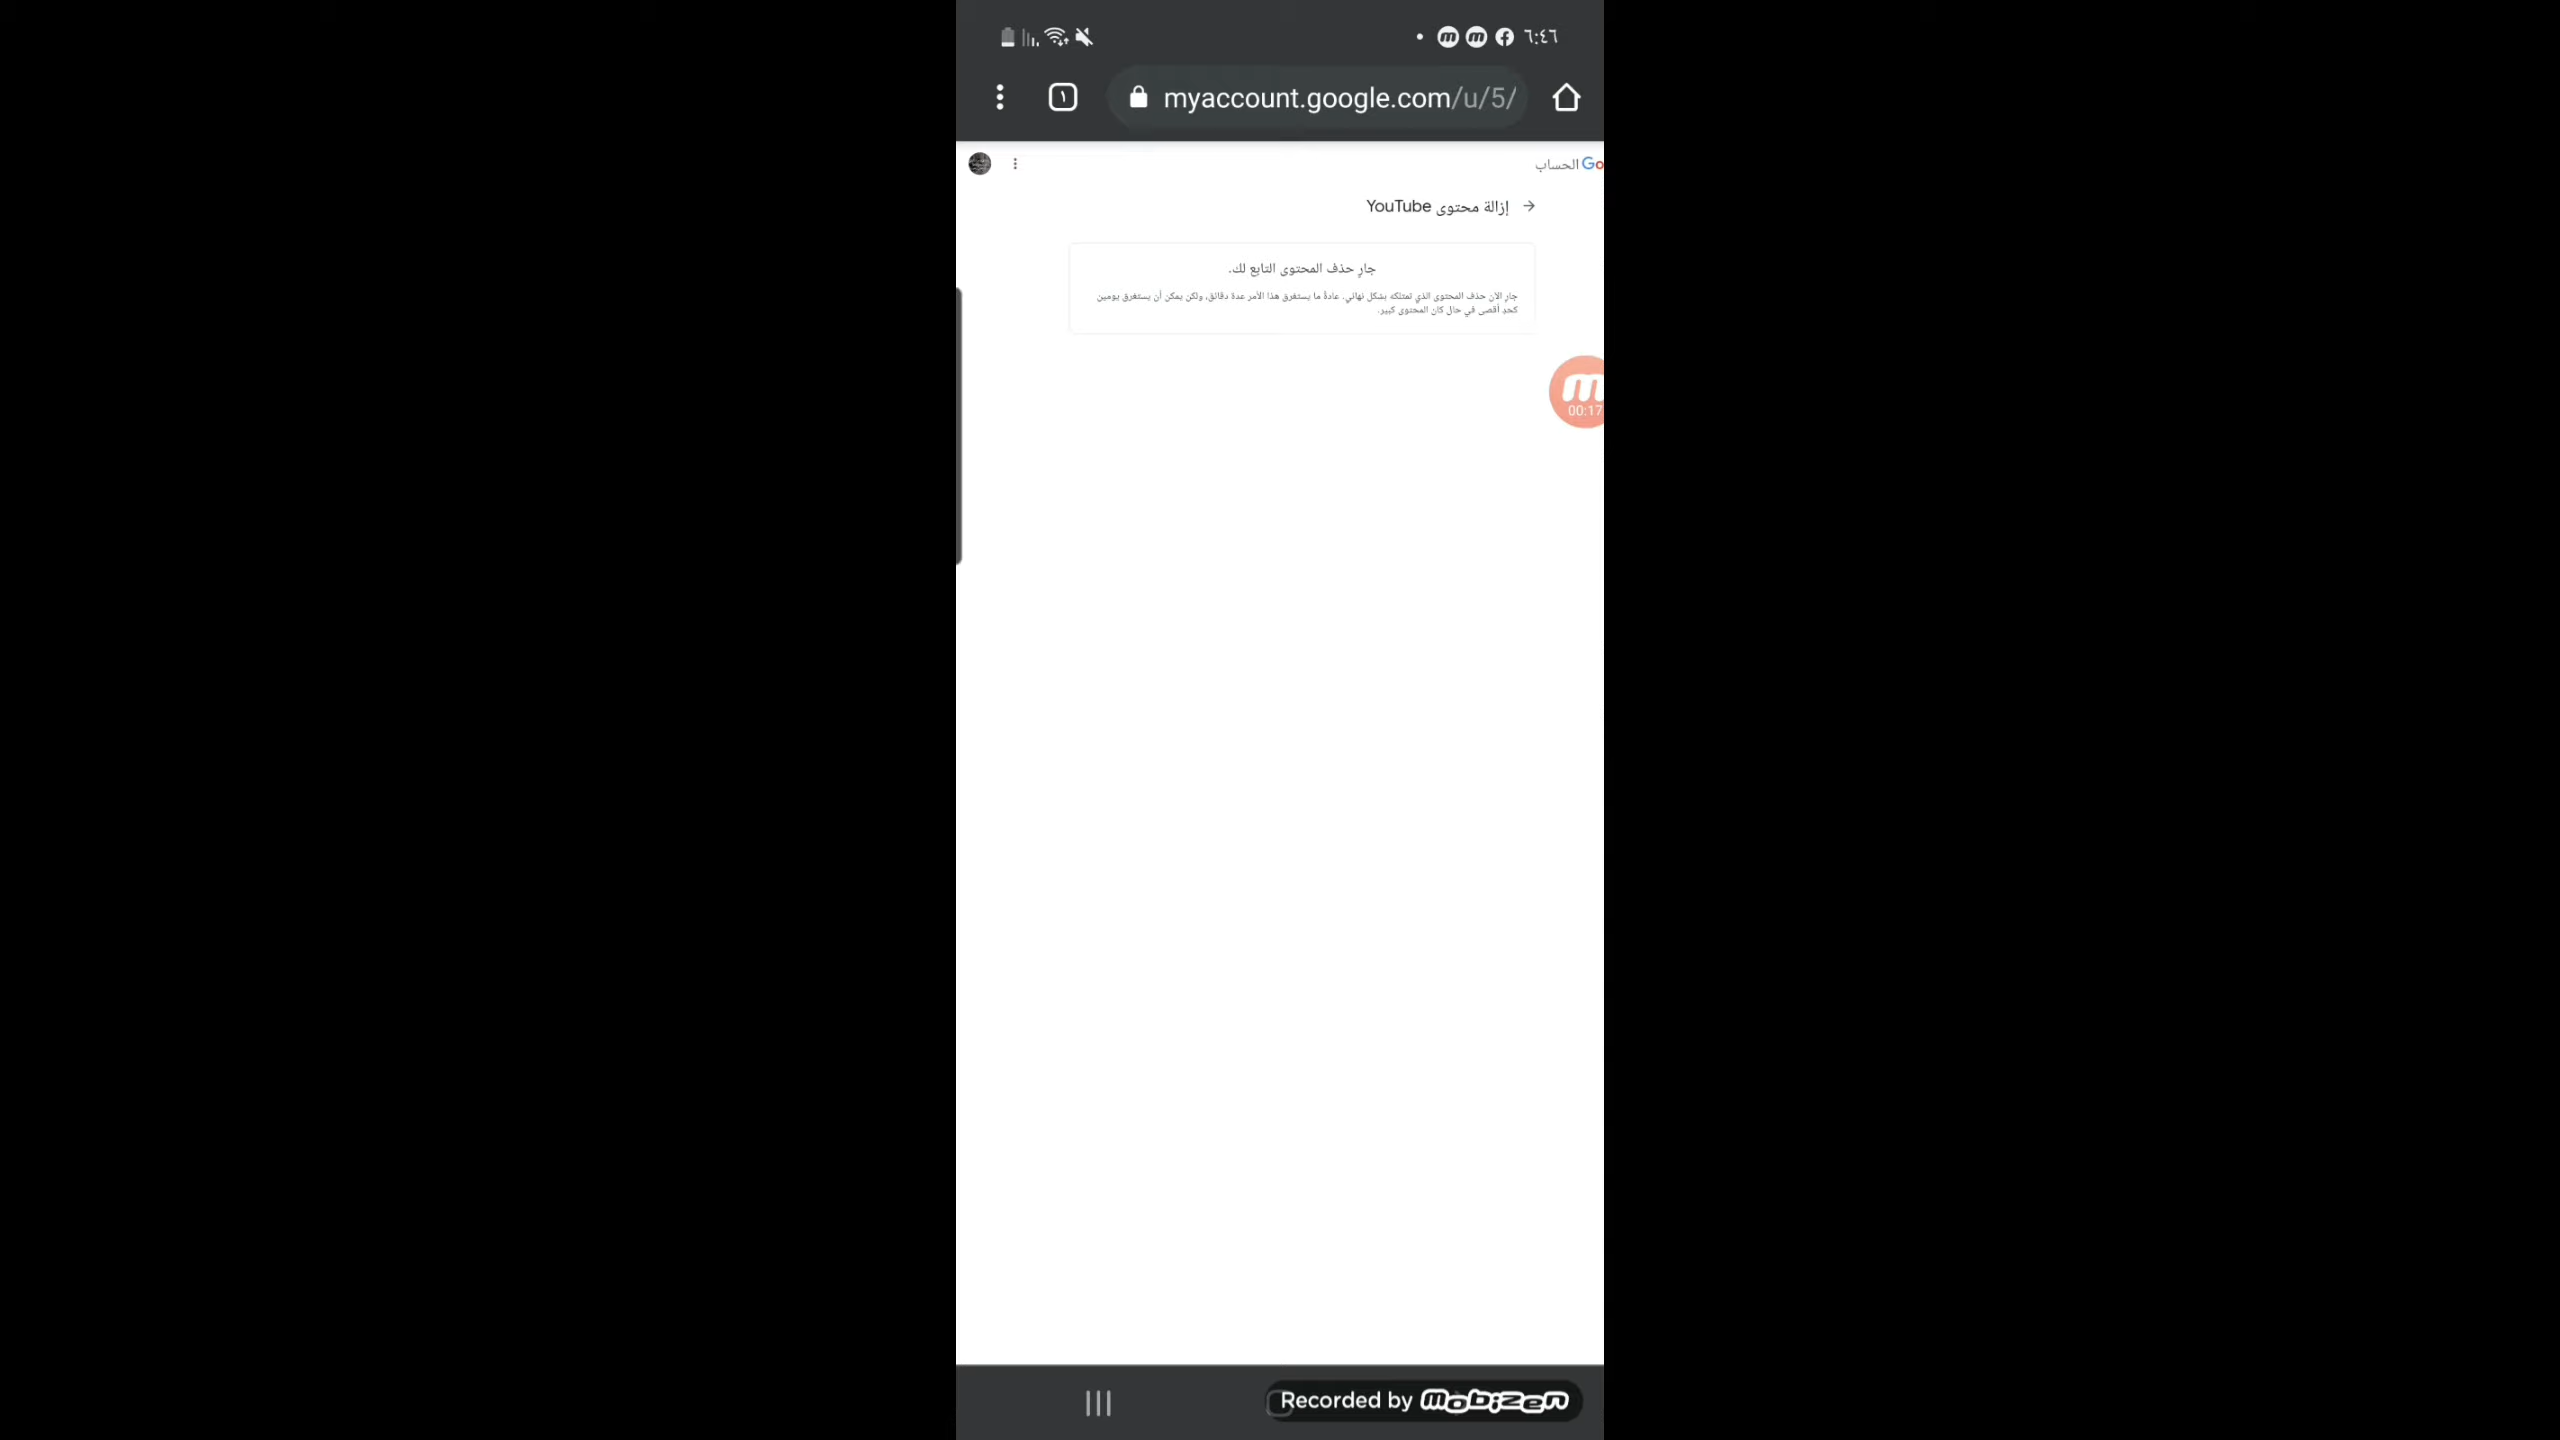 ٦:٤٦
١
myaccount.google.com/u/5/
Go الحساب
إزالة محتوى YouTube
جارٍ حذف المحتوى التابع لك.
جارٍ الآن حذف المحتوى الذي تمتلكه بشكل نهائي. عادةً ما يستغرق هذا الأمر عدة دقائق، ولكن يمكن أن يستغرق يومين
كحدٍ أقصى في حال كان المحتوى كبير.
m
00:17
Recorded by mobizen